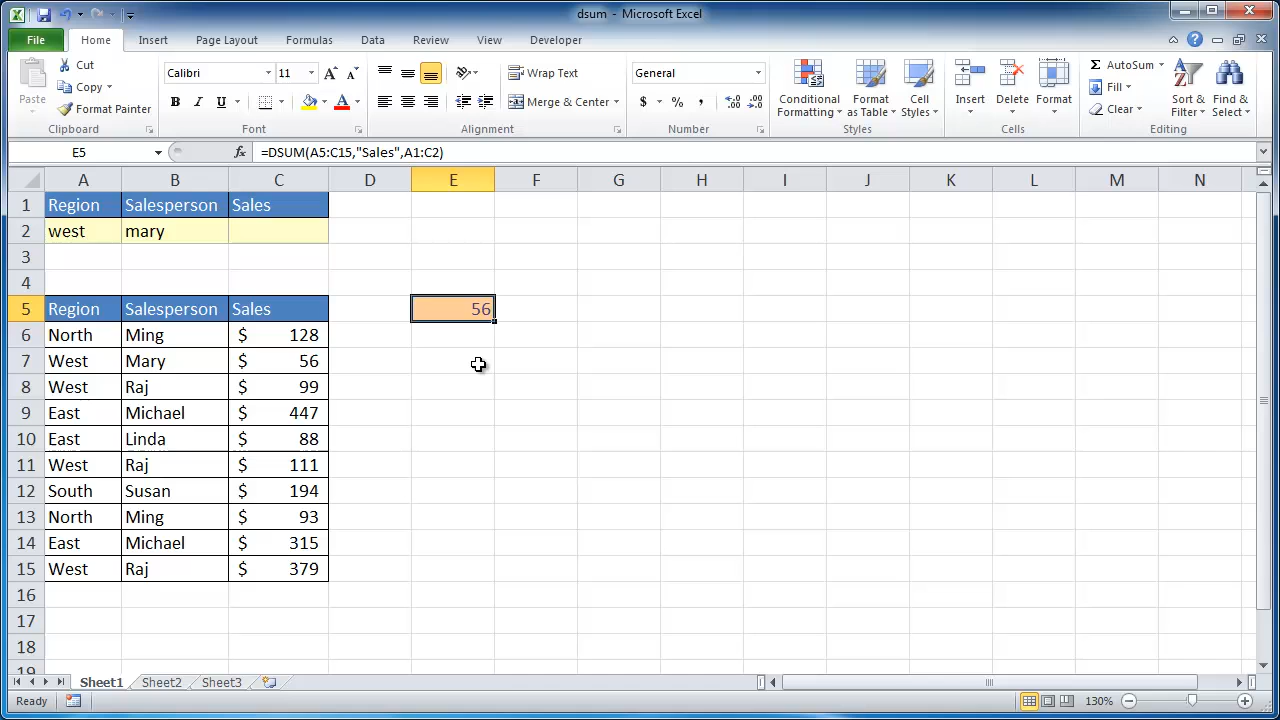 dsum - Microsoft Excel
File Home Insert Page Layout Formulas Data Review View Developer
Paste
Cut
Copy
Format Painter
Clipboard
Calibri 11
B I U
Font
Wrap Text
Merge & Center
Alignment
General
$ % ,
Number
Conditional Formatting
Format as Table
Cell Styles
Styles
Insert
Delete
Format
Cells
Σ AutoSum
Fill
Clear
Sort & Filter
Find & Select
Editing
E5 fx =DSUM(A5:C15,"Sales",A1:C2)
A B C D E F G H I J K L M N
1 Region Salesperson Sales
2 west mary
3
4
5 Region Salesperson Sales 56
6 North Ming $ 128
7 West Mary $ 56
8 West Raj $ 99
9 East Michael $ 447
10 East Linda $ 88
11 West Raj $ 111
12 South Susan $ 194
13 North Ming $ 93
14 East Michael $ 315
15 West Raj $ 379
16
17
18
19
Sheet1 Sheet2 Sheet3
Ready 130%